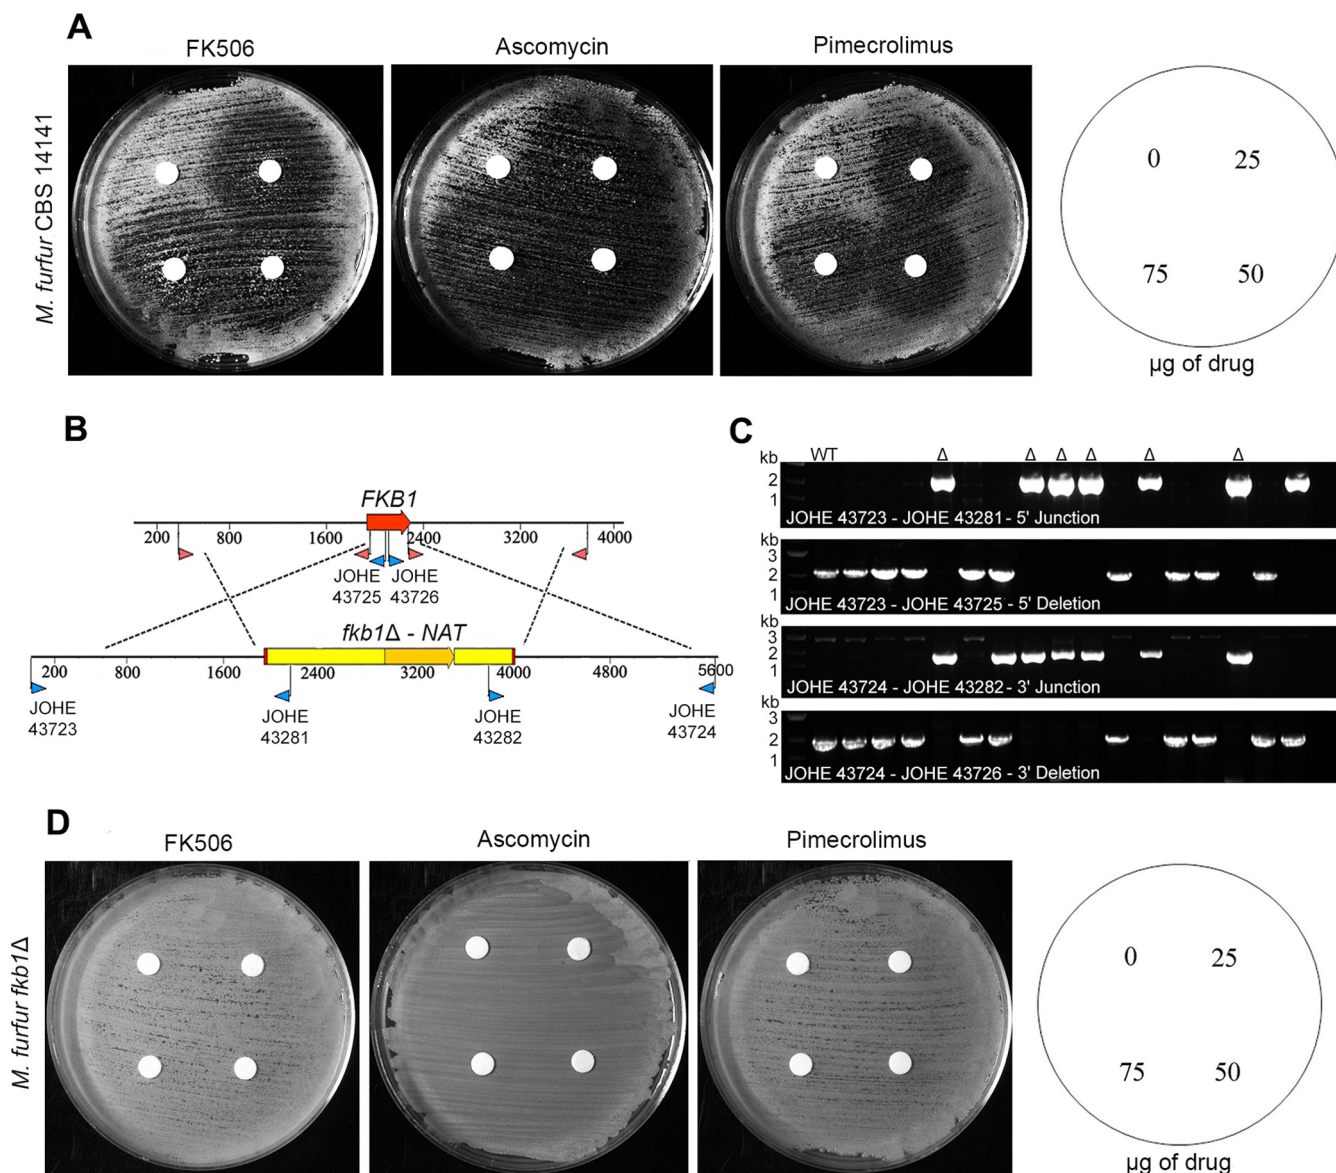 A
FK506
Ascomycin
Pimecrolimus
M. furfur CBS 14141
0 25
75 50
µg of drug
B
FKB1
200 800 1600 2400 3200 4000
JOHE
43725
JOHE
43726
fkb1Δ - NAT
200 800 2400 3200 4000 4800 5600
JOHE
43723
JOHE
43281
JOHE
43282
JOHE
43724
C
kb WT Δ Δ Δ Δ Δ Δ
2
1
JOHE 43723 - JOHE 43281 - 5' Junction
kb
3
2
1
JOHE 43723 - JOHE 43725 - 5' Deletion
kb
3
2
1
JOHE 43724 - JOHE 43282 - 3' Junction
kb
3
2
1
JOHE 43724 - JOHE 43726 - 3' Deletion
D
FK506
Ascomycin
Pimecrolimus
M. furfur fkb1Δ
0 25
75 50
µg of drug